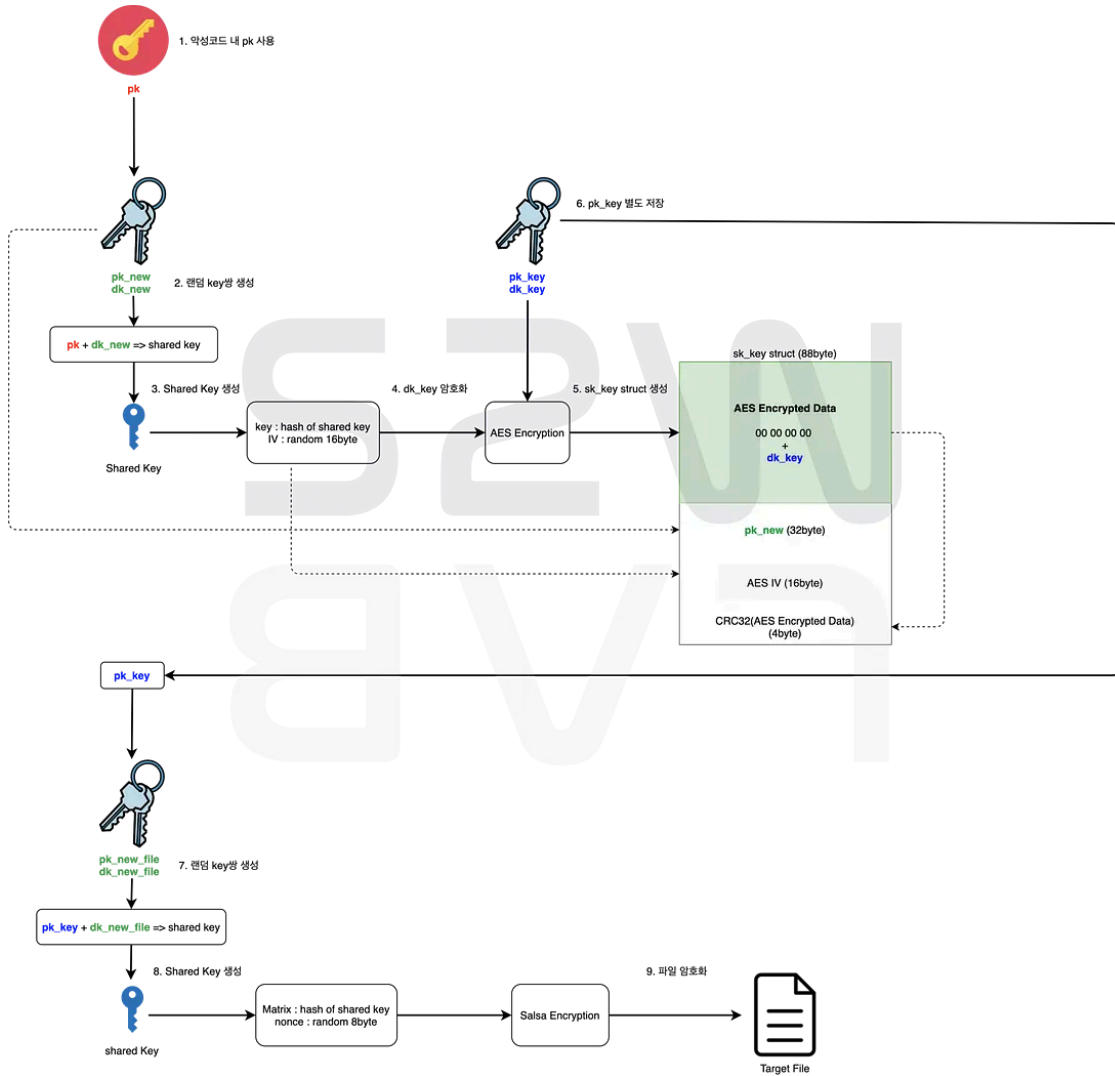 1. 악성코드 내 pk 사용
pk
6. pk_key 별도 저장
pk_new
dk_new
2. 랜덤 key쌍 생성
pk_key
dk_key
pk + dk_new => shared key
3. Shared Key 생성
4. dk_key 암호화
5. sk_key struct 생성
sk_key struct (88byte)
key : hash of shared key
IV : random 16byte
AES Encryption
AES Encrypted Data
00 00 00 00
+
dk_key
Shared Key
pk_new (32byte)
AES IV (16byte)
CRC32(AES Encrypted Data)
(4byte)
S2W
LAB
pk_key
pk_new_file
dk_new_file
7. 랜덤 key쌍 생성
pk_key + dk_new_file => shared key
8. Shared Key 생성
9. 파일 암호화
Matrix : hash of shared key
nonce : random 8byte
Salsa Encryption
shared Key
Target File